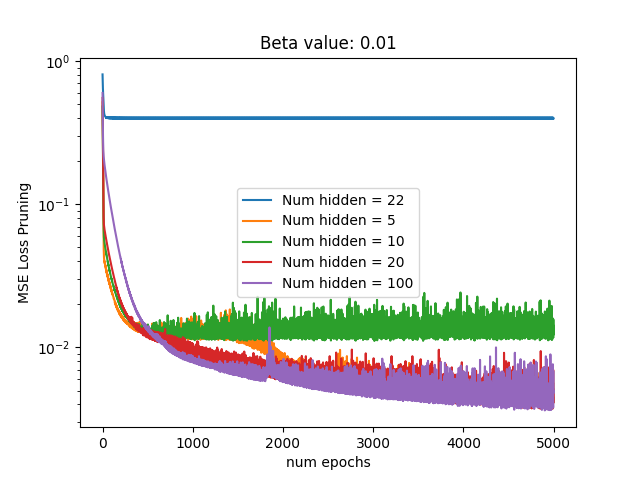 Beta value: 0.01
MSE Loss Pruning
10⁰
10⁻¹
10⁻²
Num hidden = 22
Num hidden = 5
Num hidden = 10
Num hidden = 20
Num hidden = 100
0 1000 2000 3000 4000 5000
num epochs